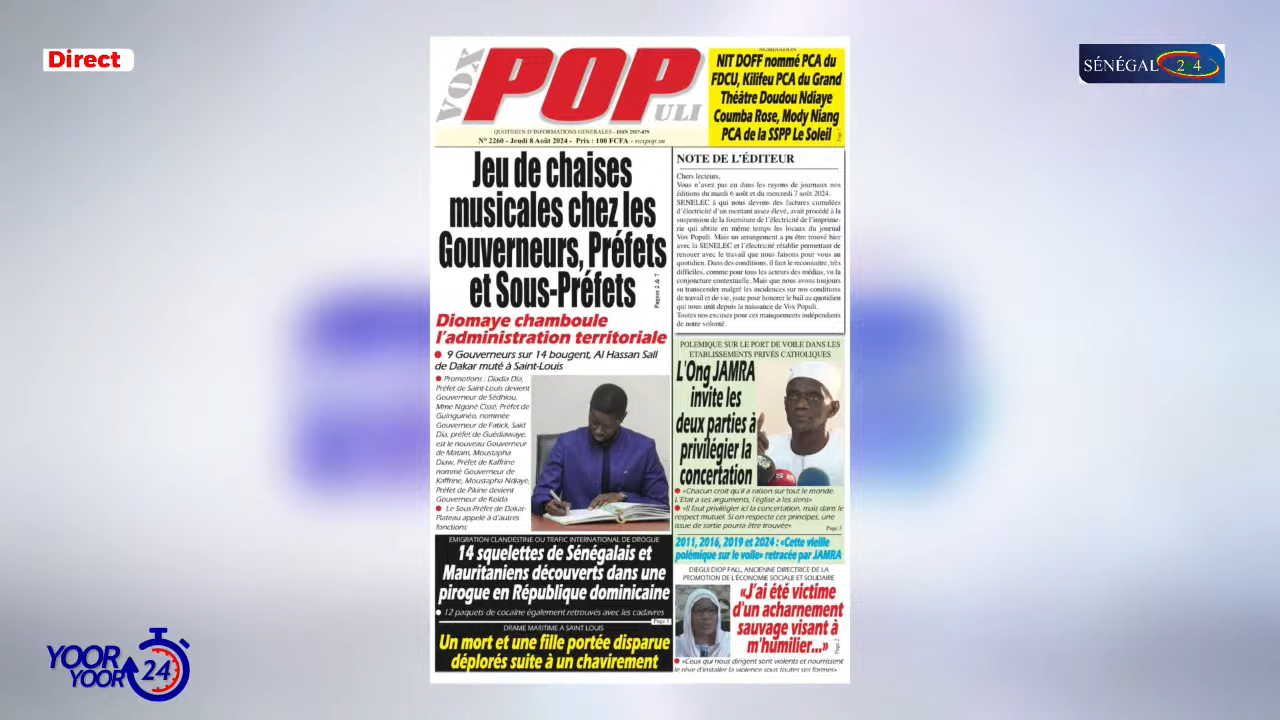 Direct
SÉNÉGAL 24
VOX
POP
ULI
QUOTIDIEN D'INFORMATIONS GENERALES - ISSN 2517-879
N° 2260 - Jeudi 8 Août 2024 - Prix : 100 FCFA - voxpop.sn
NOMINATION
NIT DOFF nommé PCA du
FDCU, Kilifeu PCA du Grand
Théâtre Doudou Ndiaye
Coumba Rose, Mody Niang
PCA de la SSPP Le Soleil
Jeu de chaises
musicales chez les
Gouverneurs, Préfets
et Sous-Préfets
Pages 2 & 7
Diomaye chamboule
l'administration territoriale
9 Gouverneurs sur 14 bougent, Al Hassan Sall
de Dakar muté à Saint-Louis
Promotions : Diadia Dia,
Préfet de Saint-Louis devient
Gouverneur de Sédhiou,
Mme Ngoné Cissé, Préfet de
Guinguinéo, nommée
Gouverneur de Fatick, Saïd
Dia, préfet de Guédiawaye,
est le nouveau Gouverneur
de Matam, Moustapha
Diaw, Préfet de Kaffrine
nommé Gouverneur de
Kaffrine, Moustapha Ndiaye,
Préfet de Pikine devient
Gouverneur de Kolda
Le Sous-Préfet de Dakar-
Plateau appelé à d'autres
fonctions
EMIGRATION CLANDESTINE OU TRAFIC INTERNATIONAL DE DROGUE
14 squelettes de Sénégalais et
Mauritaniens découverts dans une
pirogue en République dominicaine
12 paquets de cocaïne également retrouvés avec les cadavres
DRAME MARITIME A SAINT LOUIS
Un mort et une fille portée disparue
déplorés suite à un chavirement
NOTE DE L'ÉDITEUR
Chers lecteurs,
Vous n'avez pas eu dans les rayons de journaux nos
éditions du mardi 6 août et du mercredi 7 août 2024.
SENELEC à qui nous devons des factures cumulées
d'électricité d'un montant assez élevé, avait procédé à la
suspension de la fourniture de l'électricité de l'imprime-
rie qui abrite en même temps les locaux du journal
Vox Populi. Mais un arrangement a pu être trouvé hier
avec la SENELEC et l'électricité rétablie permettant de
renouer avec le travail que nous faisons pour vous au
quotidien. Dans des conditions, il faut le reconnaitre, très
difficiles, comme pour tous les acteurs des médias, vu la
conjoncture contextuelle. Mais que nous avons toujours
su transcender malgré les incidences sur nos conditions
de travail et de vie, juste pour honorer le bail au quotidien
qui nous unit depuis la naissance de Vox Populi.
Toutes nos excuses pour ces manquements indépendants
de notre volonté.
POLEMIQUE SUR LE PORT DE VOILE DANS LES
ETABLISSEMENTS PRIVÉS CATHOLIQUES
L'Ong JAMRA
invite les
deux parties à
privilégier la
concertation
«Chacun croit qu'il a raison sur tout le monde.
L'Etat a ses arguments, l'église a les siens»
«Il faut privilégier ici la concertation, mais dans le
respect mutuel. Si on respecte ces principes, une
issue de sortie pourra être trouvée»
Page 3
2011, 2016, 2019 et 2024 : «Cette vieille
polémique sur le voile» retracée par JAMRA
DIEGUI DIOP FALL, ANCIENNE DIRECTRICE DE LA
PROMOTION DE L'ÉCONOMIE SOCIALE ET SOLIDAIRE
«J'ai été victime
d'un acharnement
sauvage visant à
m'humilier...»
Page 2
«Ceux qui nous dirigent sont violents et nourrissent
le rêve d'installer la violence sous toutes ses formes»
YOOR
YOOR
24